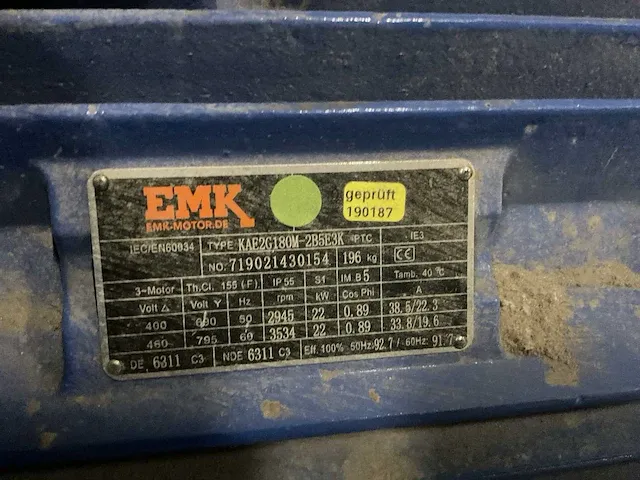 EMK
EMK-MOTOR.DE
geprüft
190187
IEC/EN60034 TYPE KAE2G180M-2B5E3K PTC IE3
NO. 719021430154 196 kg CE
3-Motor Th.Cl. 155 (F) IP 55 S1 IM B5 Tamb. 40 °C
Volt △ Volt Y Hz rpm kW Cos Phi A
400 690 50 2945 22 0.89 38.5/22.3
460 795 60 3534 22 0.89 33.8/19.6
DE 6311 C3 NDE 6311 C3 Eff. 100% 50Hz: 92.7 / 60Hz: 91.7